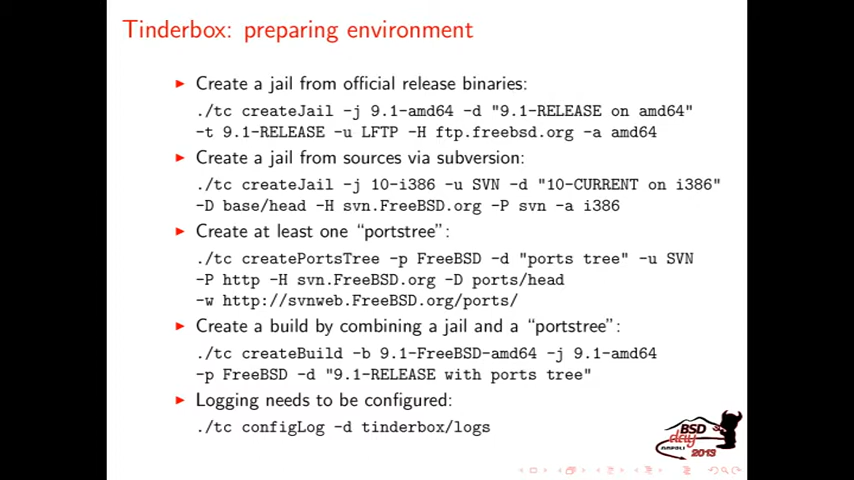 Tinderbox: preparing environment
Create a jail from official release binaries:
./tc createJail -j 9.1-amd64 -d "9.1-RELEASE on amd64"
-t 9.1-RELEASE -u LFTP -H ftp.freebsd.org -a amd64
Create a jail from sources via subversion:
./tc createJail -j 10-i386 -u SVN -d "10-CURRENT on i386"
-D base/head -H svn.FreeBSD.org -P svn -a i386
Create at least one “portstree”:
./tc createPortsTree -p FreeBSD -d "ports tree" -u SVN
-P http -H svn.FreeBSD.org -D ports/head
-w http://svnweb.FreeBSD.org/ports/
Create a build by combining a jail and a “portstree”:
./tc createBuild -b 9.1-FreeBSD-amd64 -j 9.1-amd64
-p FreeBSD -d "9.1-RELEASE with ports tree"
Logging needs to be configured:
./tc configLog -d tinderbox/logs
BSD
day
NAPOLI
2013